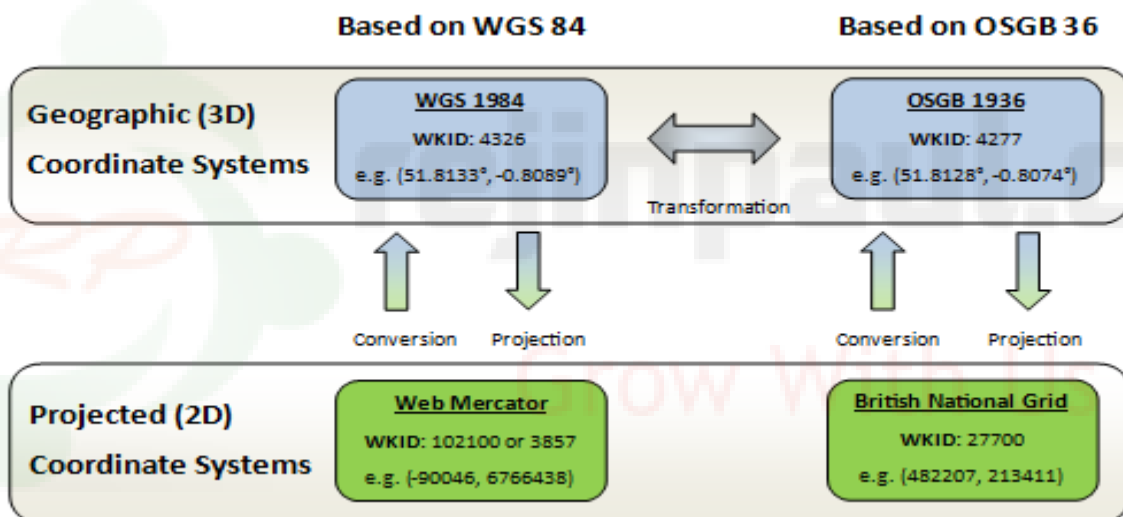 Based on WGS 84
Based on OSGB 36
Geographic (3D)
Coordinate Systems
WGS 1984
WKID: 4326
e.g. (51.8133°, -0.8089°)
Transformation
OSGB 1936
WKID: 4277
e.g. (51.8128°, -0.8074°)
Conversion
Projection
Conversion
Projection
Projected (2D)
Coordinate Systems
Web Mercator
WKID: 102100 or 3857
e.g. (-90046, 6766438)
British National Grid
WKID: 27700
e.g. (482207, 213411)
Grow With Us